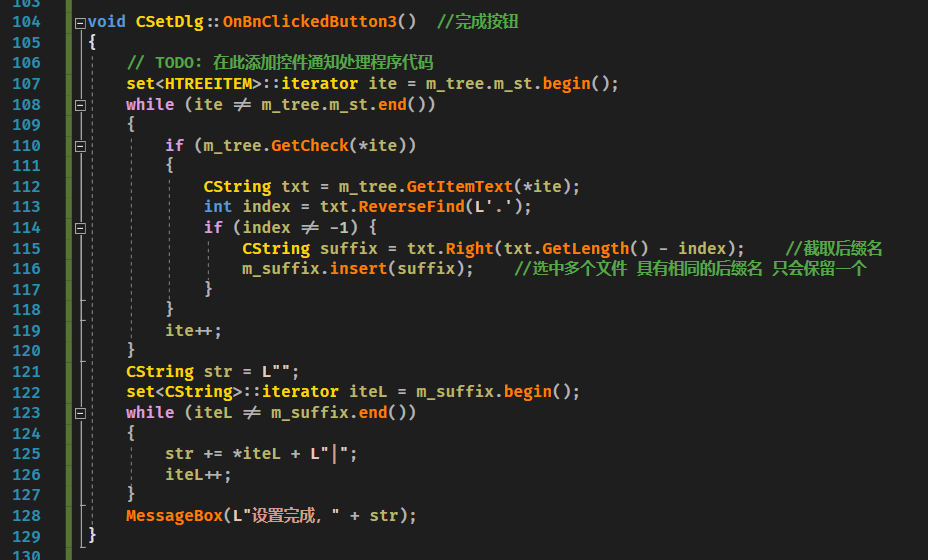 103
104 void CSetDlg::OnBnClickedButton3()  //完成按钮
105 {
106     // TODO: 在此添加控件通知处理程序代码
107     set<HTREEITEM>::iterator ite = m_tree.m_st.begin();
108     while (ite != m_tree.m_st.end())
109     {
110         if (m_tree.GetCheck(*ite))
111         {
112             CString txt = m_tree.GetItemText(*ite);
113             int index = txt.ReverseFind(L'.');
114             if (index != -1) {
115                 CString suffix = txt.Right(txt.GetLength() - index);    //截取后缀名
116                 m_suffix.insert(suffix);    //选中多个文件 具有相同的后缀名 只会保留一个
117             }
118         }
119         ite++;
120     }
121     CString str = L"";
122     set<CString>::iterator iteL = m_suffix.begin();
123     while (iteL != m_suffix.end())
124     {
125         str += *iteL + L"|";
126         iteL++;
127     }
128     MessageBox(L"设置完成, " + str);
129 }
130